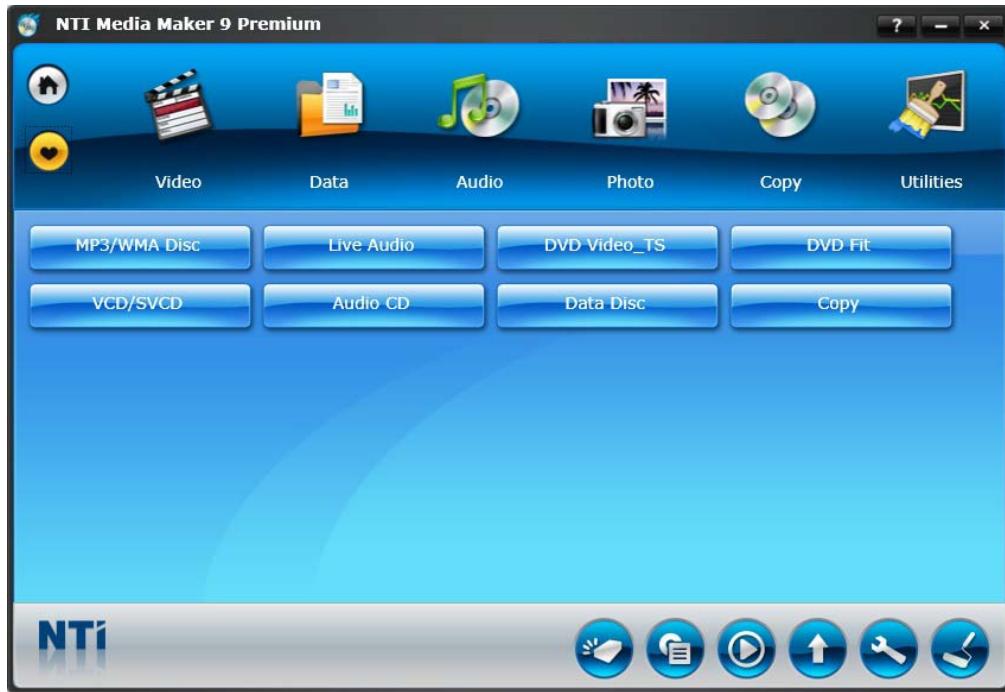 NTI Media Maker 9 Premium
? – ×
Video Data Audio Photo Copy Utilities
MP3/WMA Disc Live Audio DVD Video_TS DVD Fit
VCD/SVCD Audio CD Data Disc Copy
NTi